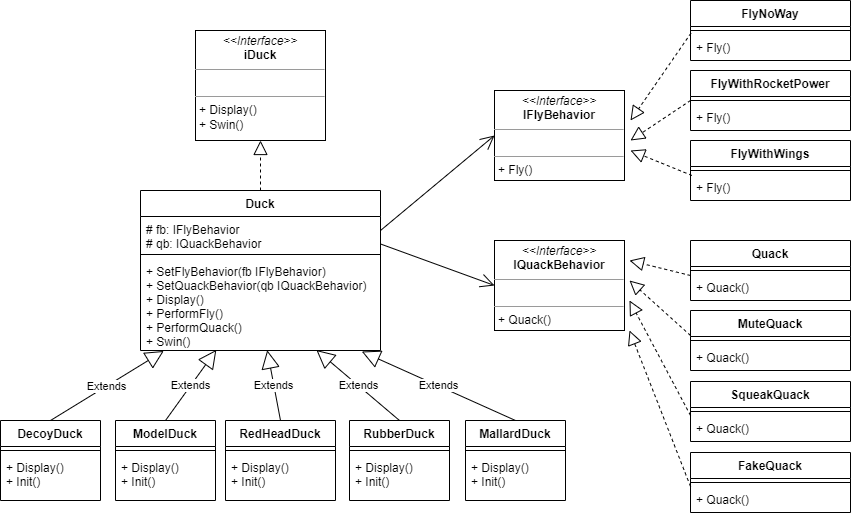 <<Interface>>
iDuck
+ Display()
+ Swin()
Duck
# fb: IFlyBehavior
# qb: IQuackBehavior
+ SetFlyBehavior(fb IFlyBehavior)
+ SetQuackBehavior(qb IQuackBehavior)
+ Display()
+ PerformFly()
+ PerformQuack()
+ Swin()
<<Interface>>
IFlyBehavior
+ Fly()
<<Interface>>
IQuackBehavior
+ Quack()
FlyNoWay
+ Fly()
FlyWithRocketPower
+ Fly()
FlyWithWings
+ Fly()
Quack
+ Quack()
MuteQuack
+ Quack()
SqueakQuack
+ Quack()
FakeQuack
+ Quack()
Extends
Extends
Extends
Extends
Extends
DecoyDuck
+ Display()
+ Init()
ModelDuck
+ Display()
+ Init()
RedHeadDuck
+ Display()
+ Init()
RubberDuck
+ Display()
+ Init()
MallardDuck
+ Display()
+ Init()